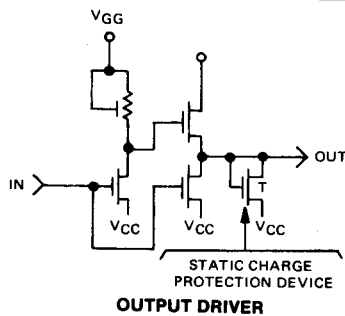 VGG
OUT
IN
T
VCC
VCC
VCC
STATIC CHARGE
PROTECTION DEVICE
OUTPUT DRIVER